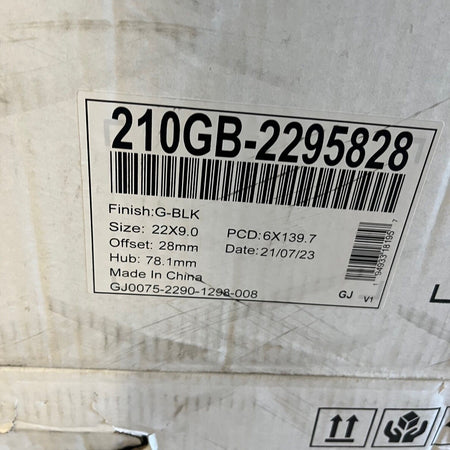 210GB-2295828
Finish:G-BLK
Size: 22X9.0 PCD:6X139.7
Offset: 28mm Date:21/07/23
Hub: 78.1mm
Made In China
GJ0075-2290-1298-008
GJ V1